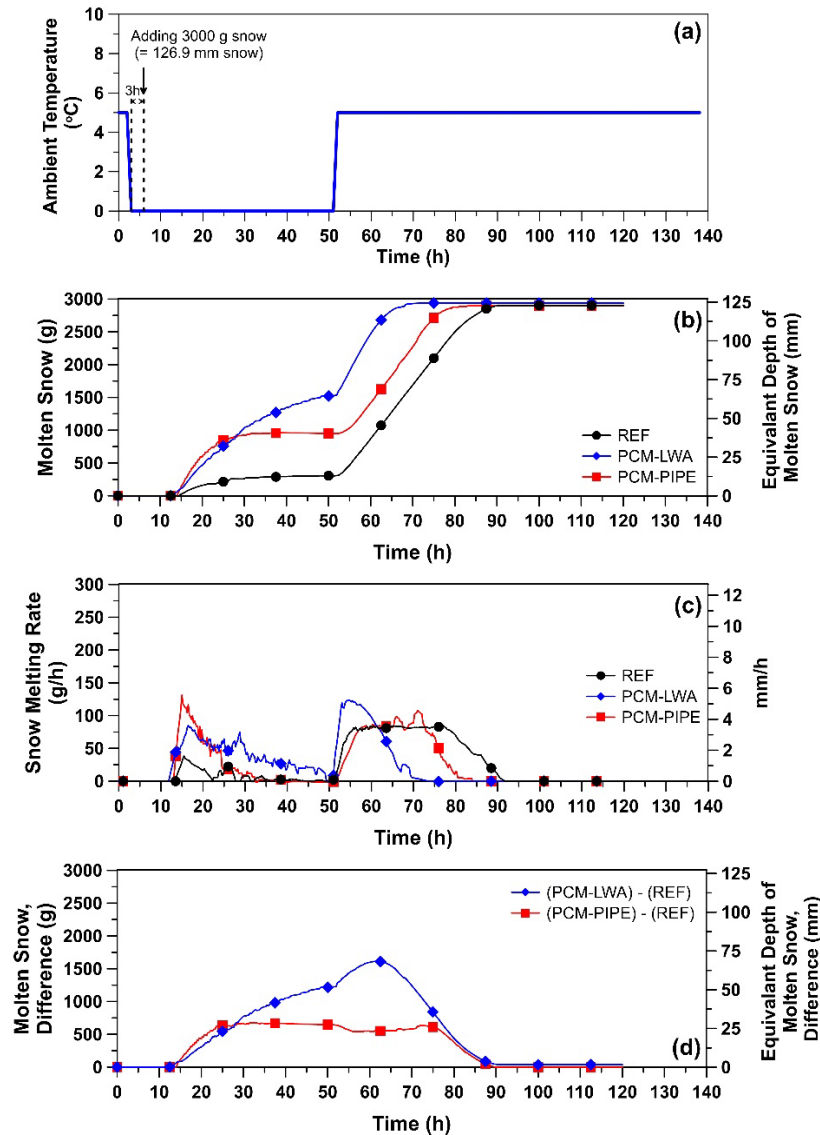 (a)
Adding 3000 g snow
(= 126.9 mm snow)
3h
Ambient Temperature
(°C)
10
8
6
4
2
0
0 10 20 30 40 50 60 70 80 90 100 110 120 130 140
Time (h)
(b)
Molten Snow (g)
3000
2500
2000
1500
1000
500
0
125
100
75
50
25
0
Equivalant Depth of
Molten Snow (mm)
REF
PCM-LWA
PCM-PIPE
0 10 20 30 40 50 60 70 80 90 100 110 120 130 140
Time (h)
(c)
Snow Melting Rate
(g/h)
300
250
200
150
100
50
0
12
10
8
6
4
2
0
mm/h
REF
PCM-LWA
PCM-PIPE
0 10 20 30 40 50 60 70 80 90 100 110 120 130 140
Time (h)
(d)
Molten Snow,
Difference (g)
3000
2500
2000
1500
1000
500
0
125
100
75
50
25
0
Equivalant Depth of
Molten Snow,
Difference (mm)
(PCM-LWA) - (REF)
(PCM-PIPE) - (REF)
0 10 20 30 40 50 60 70 80 90 100 110 120 130 140
Time (h)